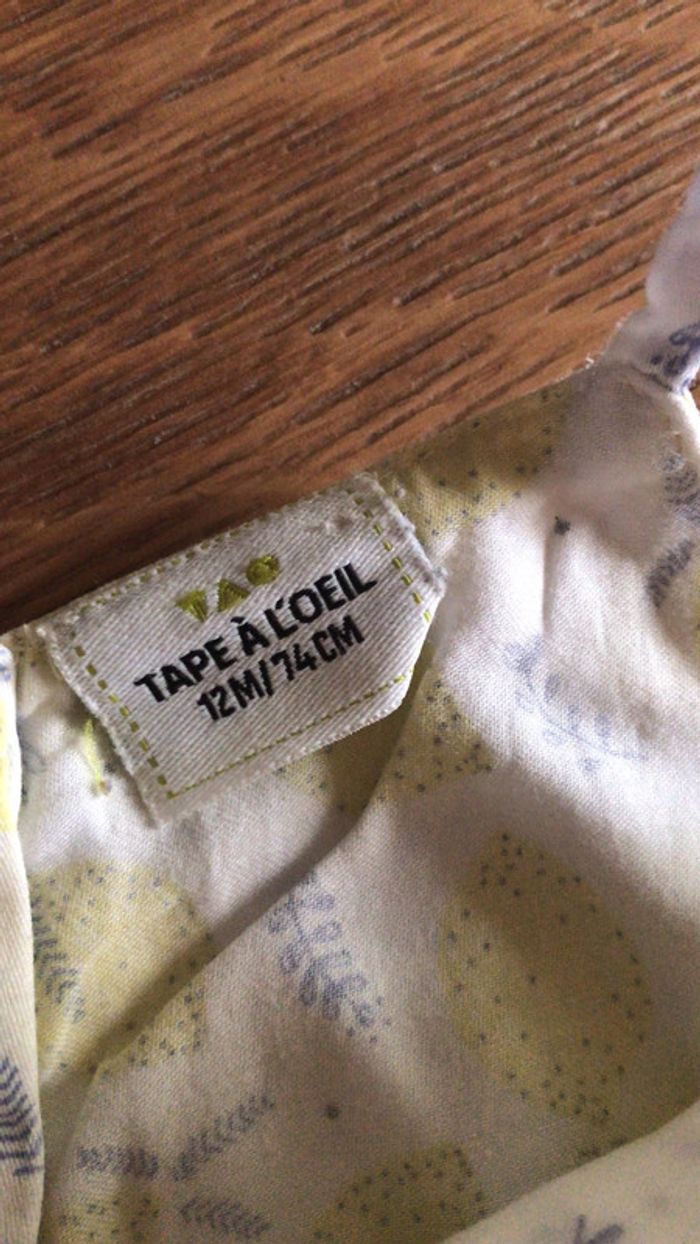 TAO
TAPE À L'OEIL
12M/74CM